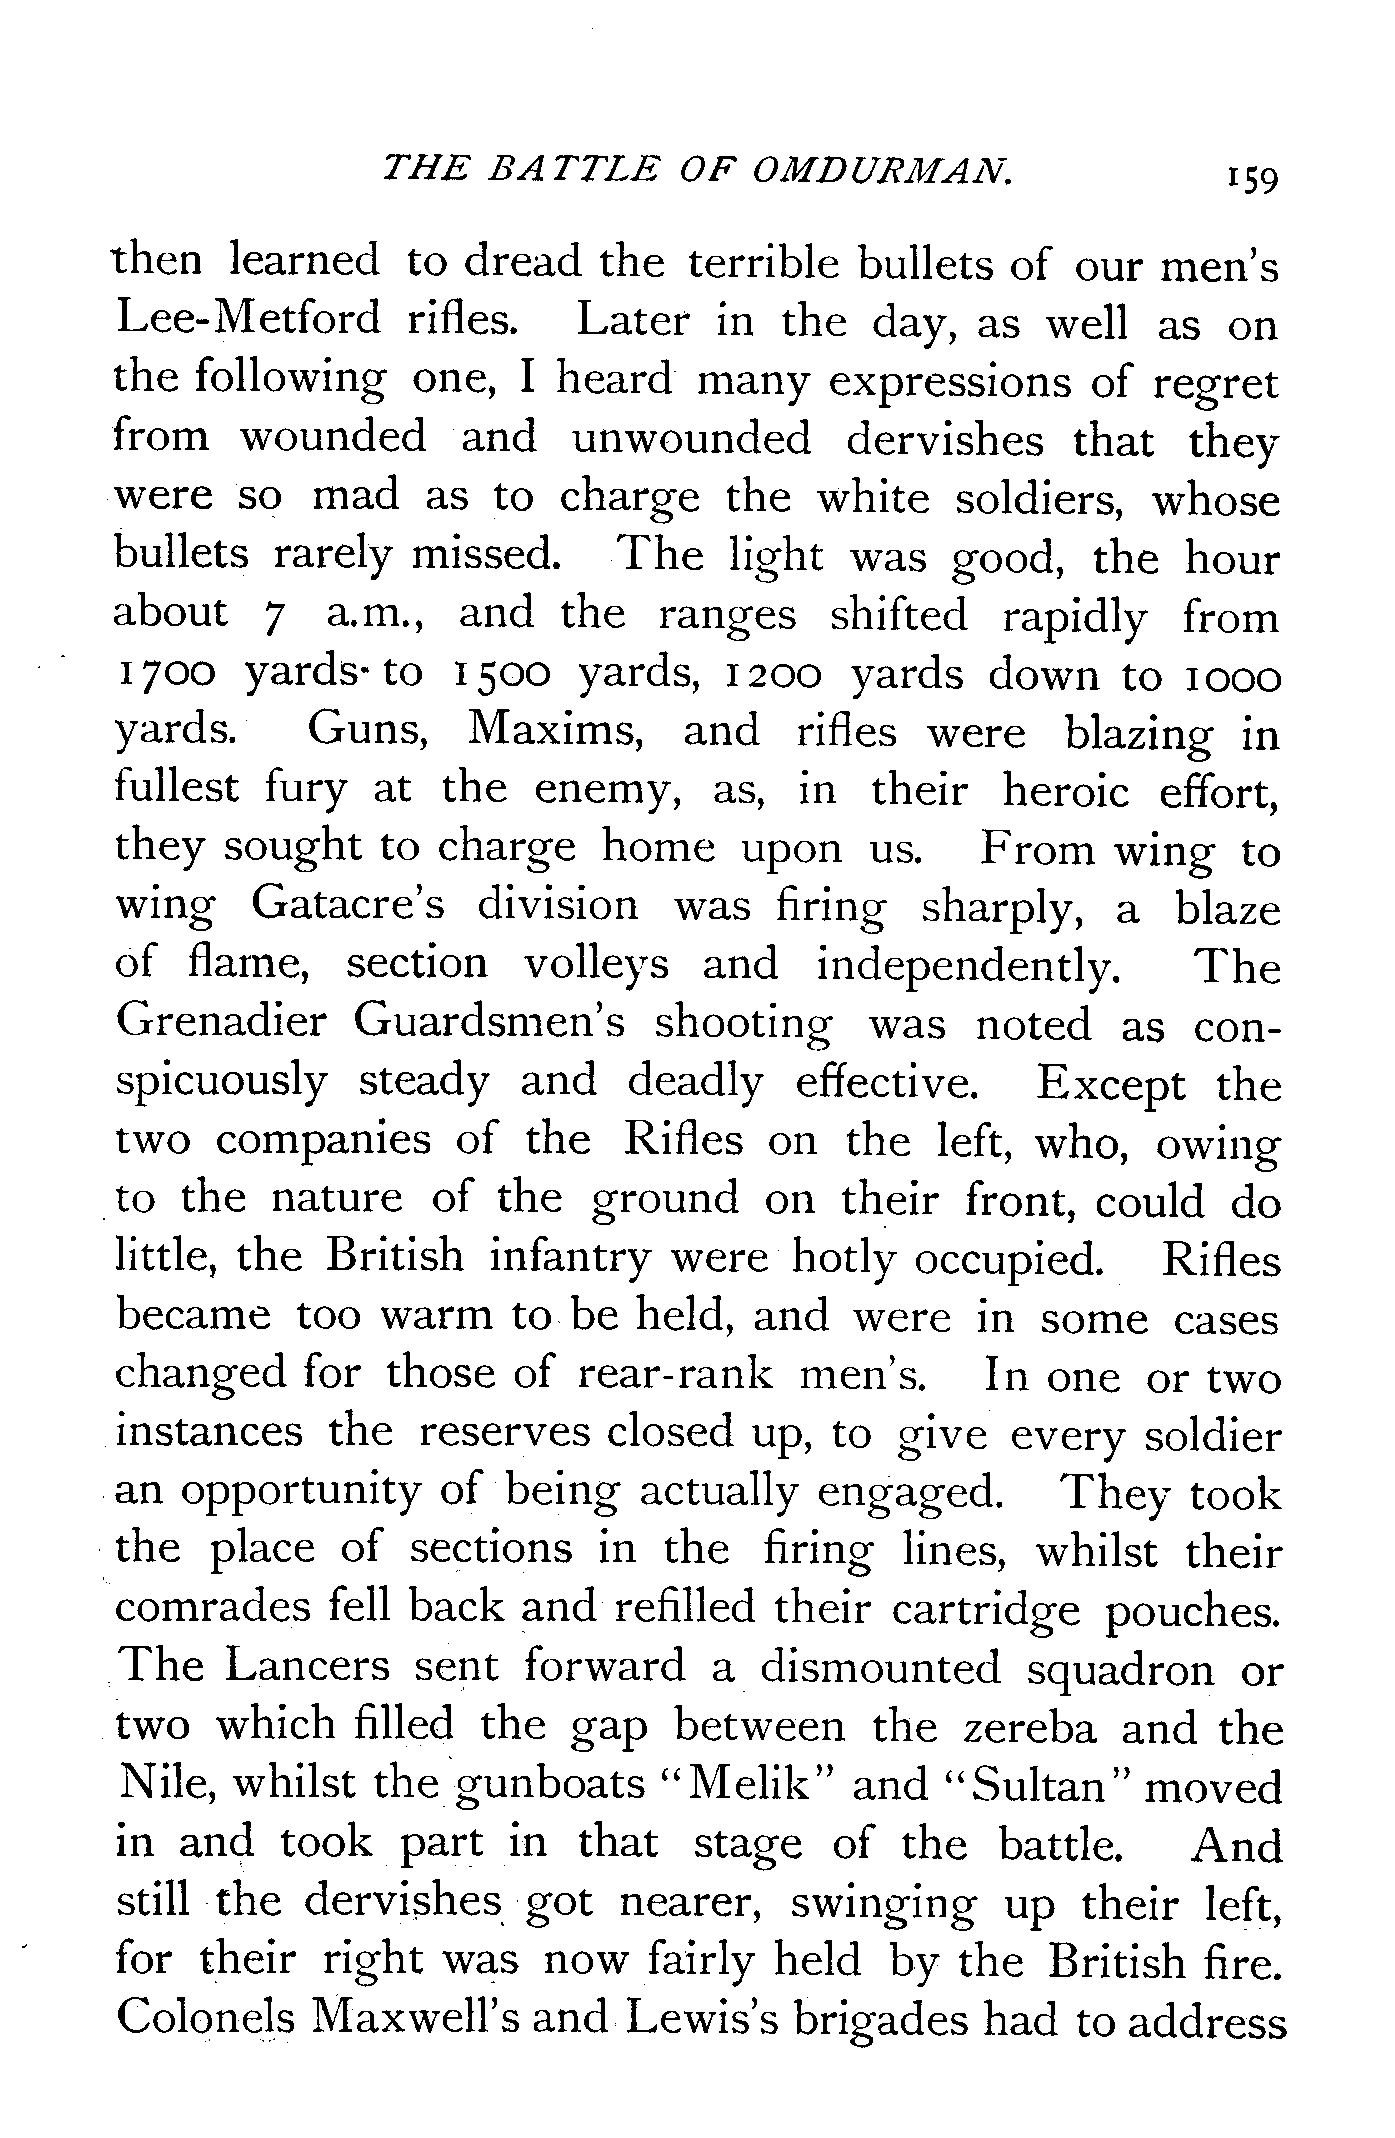 THE BATTLE OF OMDURMAN. 159
then learned to dread the terrible bullets of our men's
Lee-Metford rifles. Later in the day, as well as on
the following one, I heard many expressions of regret
from wounded and unwounded dervishes that they
were so mad as to charge the white soldiers, whose
bullets rarely missed. The light was good, the hour
about 7 a.m., and the ranges shifted rapidly from
1700 yards to 1500 yards, 1200 yards down to 1000
yards. Guns, Maxims, and rifles were blazing in
fullest fury at the enemy, as, in their heroic effort,
they sought to charge home upon us. From wing to
wing Gatacre's division was firing sharply, a blaze
of flame, section volleys and independently. The
Grenadier Guardsmen's shooting was noted as con-
spicuously steady and deadly effective. Except the
two companies of the Rifles on the left, who, owing
to the nature of the ground on their front, could do
little, the British infantry were hotly occupied. Rifles
became too warm to be held, and were in some cases
changed for those of rear-rank men's. In one or two
instances the reserves closed up, to give every soldier
an opportunity of being actually engaged. They took
the place of sections in the firing lines, whilst their
comrades fell back and refilled their cartridge pouches.
The Lancers sent forward a dismounted squadron or
two which filled the gap between the zereba and the
Nile, whilst the gunboats "Melik" and "Sultan" moved
in and took part in that stage of the battle. And
still the dervishes got nearer, swinging up their left,
for their right was now fairly held by the British fire.
Colonels Maxwell's and Lewis's brigades had to address